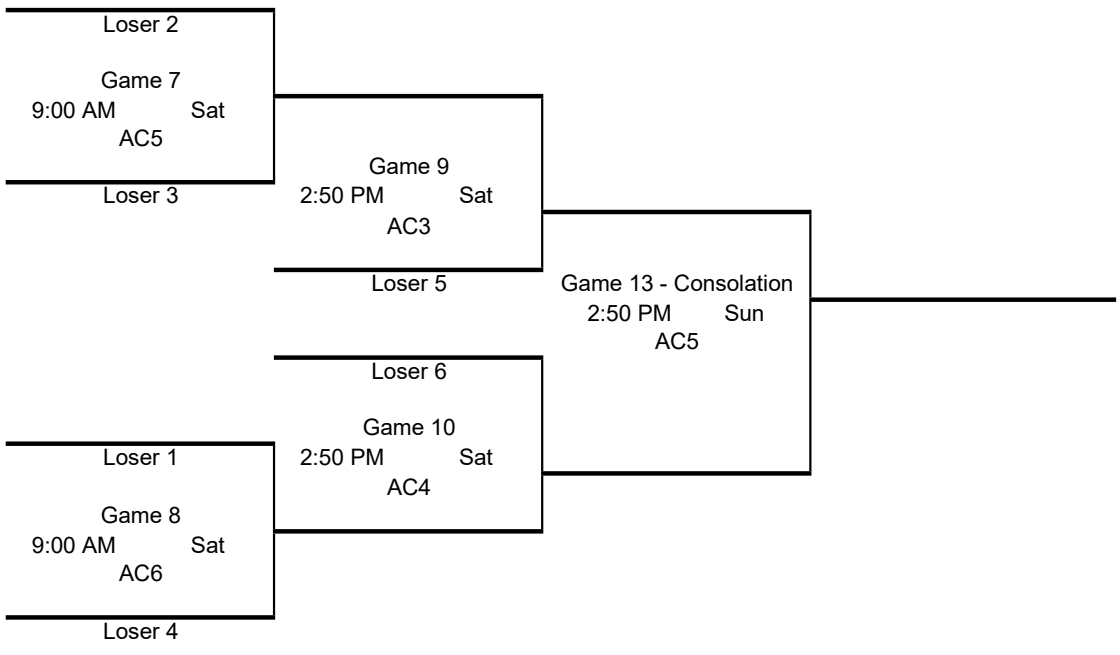 Loser 2
Game 7
9:00 AM Sat
AC5
Loser 3
Game 9
2:50 PM Sat
AC3
Loser 5
Game 13 - Consolation
2:50 PM Sun
AC5
Loser 6
Game 10
2:50 PM Sat
AC4
Loser 1
Game 8
9:00 AM Sat
AC6
Loser 4